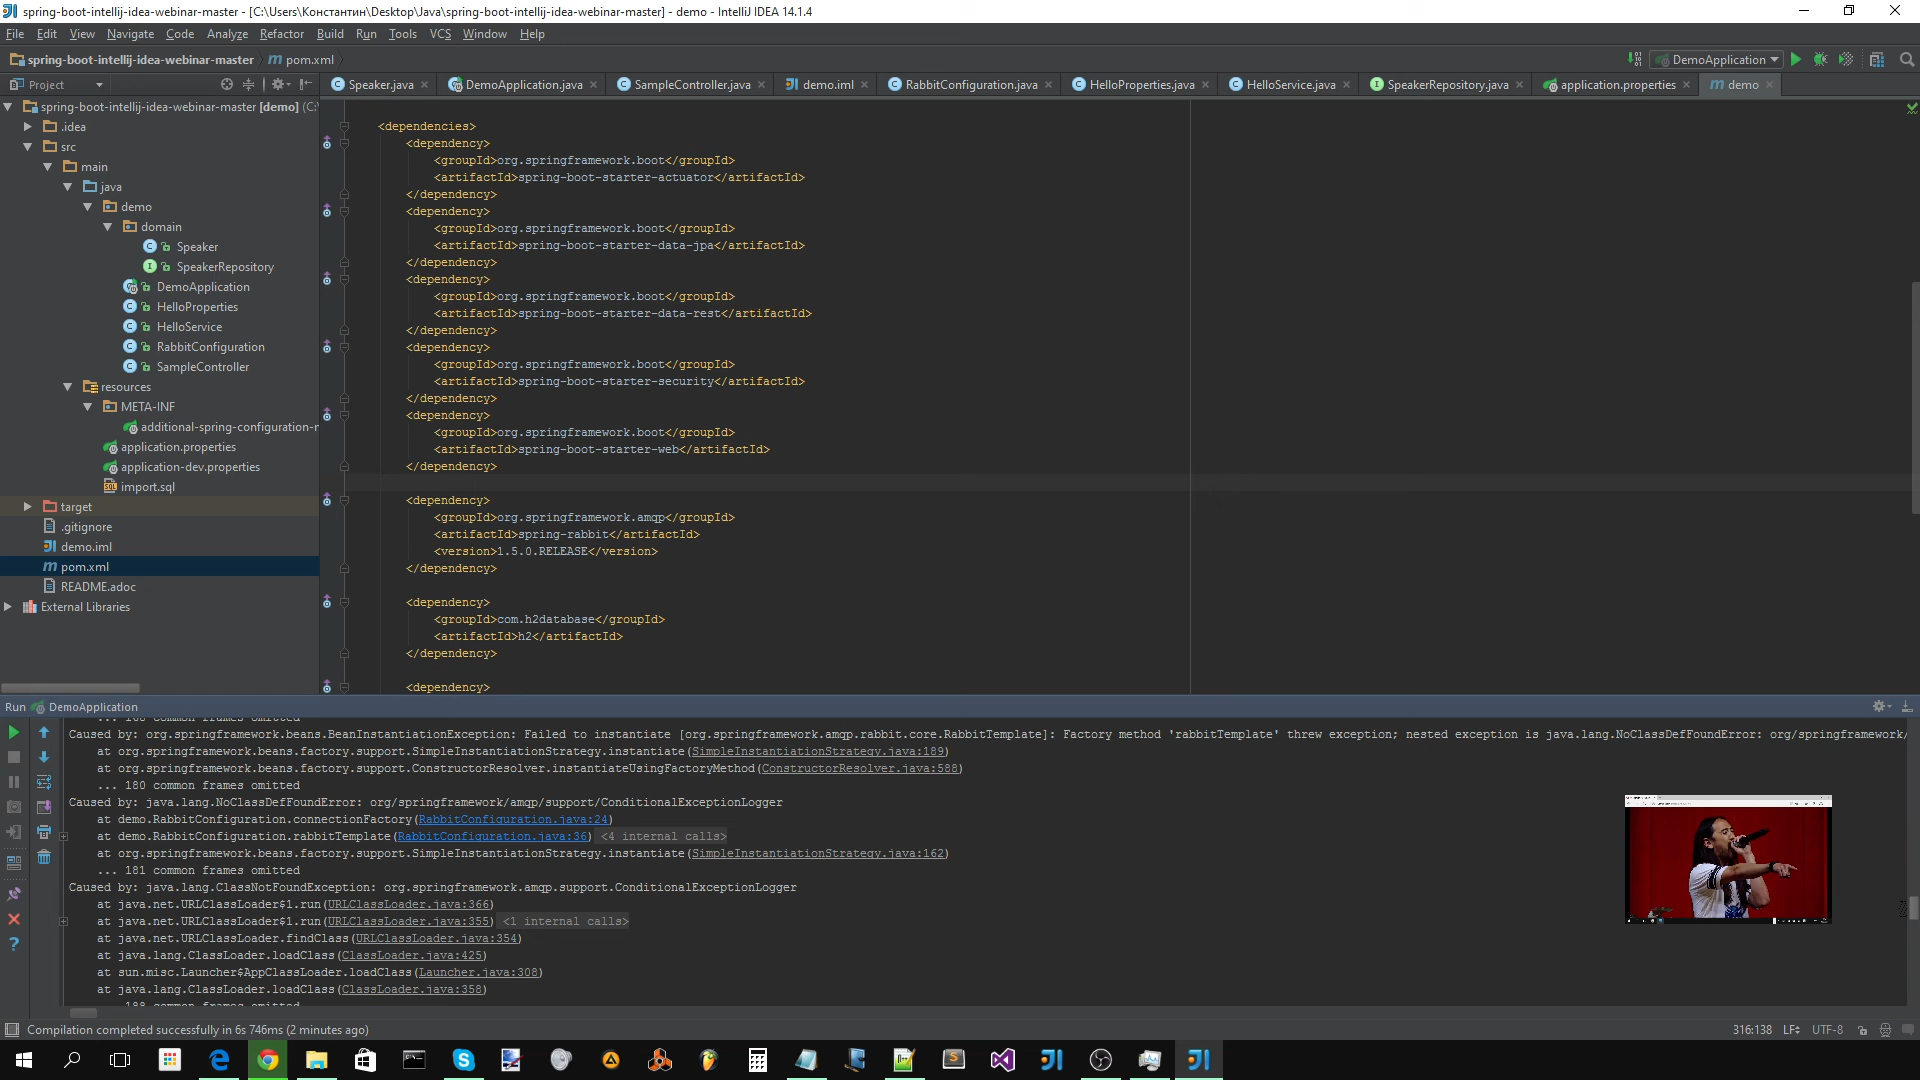 spring-boot-intellij-idea-webinar-master - [C:\Users\Константин\Desktop\Java\spring-boot-intellij-idea-webinar-master] - demo - IntelliJ IDEA 14.1.4
File Edit View Navigate Code Analyze Refactor Build Run Tools VCS Window Help
spring-boot-intellij-idea-webinar-master pom.xml DemoApplication
Project Speaker.java DemoApplication.java SampleController.java demo.iml RabbitConfiguration.java HelloProperties.java HelloService.java SpeakerRepository.java application.properties demo
spring-boot-intellij-idea-webinar-master [demo] (C:\
.idea
src
main
java
demo
domain
Speaker
SpeakerRepository
DemoApplication
HelloProperties
HelloService
RabbitConfiguration
SampleController
resources
META-INF
additional-spring-configuration-
application.properties
application-dev.properties
import.sql
target
.gitignore
demo.iml
pom.xml
README.adoc
External Libraries
<dependencies>
<dependency>
<groupId>org.springframework.boot</groupId>
<artifactId>spring-boot-starter-actuator</artifactId>
</dependency>
<dependency>
<groupId>org.springframework.boot</groupId>
<artifactId>spring-boot-starter-data-jpa</artifactId>
</dependency>
<dependency>
<groupId>org.springframework.boot</groupId>
<artifactId>spring-boot-starter-data-rest</artifactId>
</dependency>
<dependency>
<groupId>org.springframework.boot</groupId>
<artifactId>spring-boot-starter-security</artifactId>
</dependency>
<dependency>
<groupId>org.springframework.boot</groupId>
<artifactId>spring-boot-starter-web</artifactId>
</dependency>
<dependency>
<groupId>org.springframework.amqp</groupId>
<artifactId>spring-rabbit</artifactId>
<version>1.5.0.RELEASE</version>
</dependency>
<dependency>
<groupId>com.h2database</groupId>
<artifactId>h2</artifactId>
</dependency>
<dependency>
Run DemoApplication
common frames omitted
Caused by: org.springframework.beans.BeanInstantiationException: Failed to instantiate [org.springframework.amqp.rabbit.core.RabbitTemplate]: Factory method 'rabbitTemplate' threw exception; nested exception is java.lang.NoClassDefFoundError: org/springframework/
at org.springframework.beans.factory.support.SimpleInstantiationStrategy.instantiate(SimpleInstantiationStrategy.java:189)
at org.springframework.beans.factory.support.ConstructorResolver.instantiateUsingFactoryMethod(ConstructorResolver.java:588)
... 180 common frames omitted
Caused by: java.lang.NoClassDefFoundError: org/springframework/amqp/support/ConditionalExceptionLogger
at demo.RabbitConfiguration.connectionFactory(RabbitConfiguration.java:24)
at demo.RabbitConfiguration.rabbitTemplate(RabbitConfiguration.java:36) <4 internal calls>
at org.springframework.beans.factory.support.SimpleInstantiationStrategy.instantiate(SimpleInstantiationStrategy.java:162)
... 181 common frames omitted
Caused by: java.lang.ClassNotFoundException: org.springframework.amqp.support.ConditionalExceptionLogger
at java.net.URLClassLoader$1.run(URLClassLoader.java:366)
at java.net.URLClassLoader$1.run(URLClassLoader.java:355) <1 internal calls>
at java.net.URLClassLoader.findClass(URLClassLoader.java:354)
at java.lang.ClassLoader.loadClass(ClassLoader.java:425)
at sun.misc.Launcher$AppClassLoader.loadClass(Launcher.java:308)
at java.lang.ClassLoader.loadClass(ClassLoader.java:358)
common frames omitted
Compilation completed successfully in 6s 746ms (2 minutes ago) 316:138 LF UTF-8